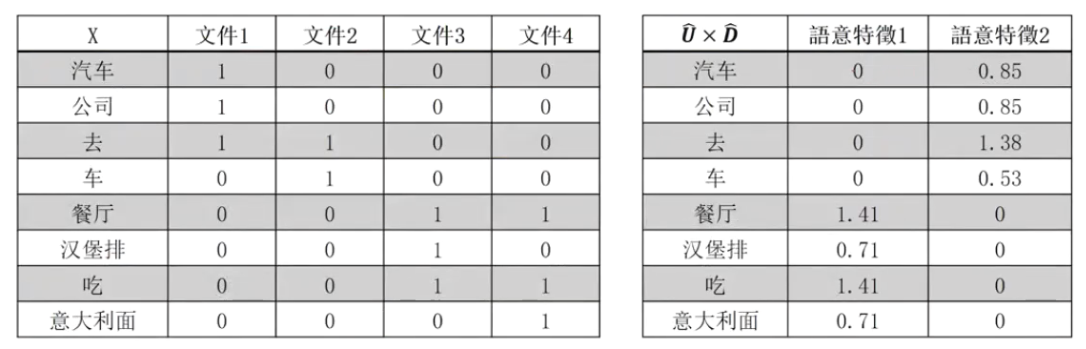 X 文件1 文件2 文件3 文件4
汽车 1 0 0 0
公司 1 0 0 0
去 1 1 0 0
车 0 1 0 0
餐厅 0 0 1 1
汉堡排 0 0 1 0
吃 0 0 1 1
意大利面 0 0 0 1
Û × D̂ 語意特徵1 語意特徵2
汽车 0 0.85
公司 0 0.85
去 0 1.38
车 0 0.53
餐厅 1.41 0
汉堡排 0.71 0
吃 1.41 0
意大利面 0.71 0